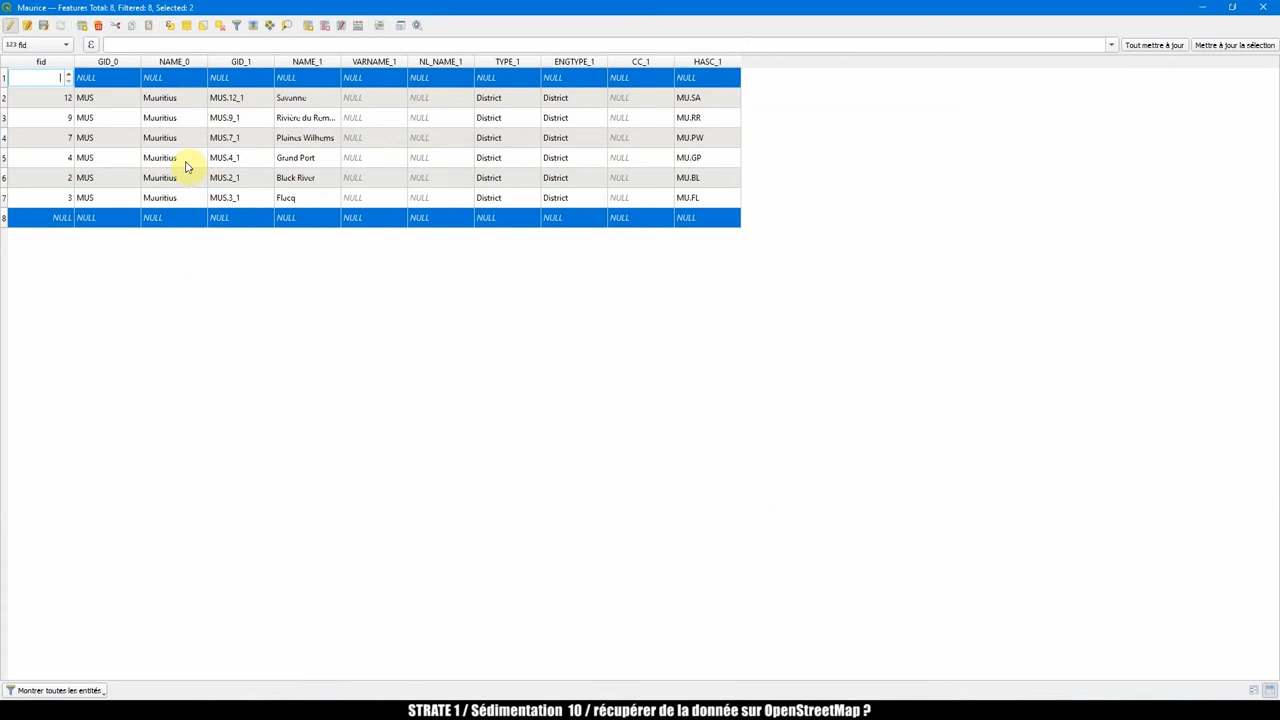 Maurice — Features Total: 8, Filtered: 8, Selected: 2
123 fid ε Tout mettre à jour Mettre à jour la sélection
fid GID_0 NAME_0 GID_1 NAME_1 VARNAME_1 NL_NAME_1 TYPE_1 ENGTYPE_1 CC_1 HASC_1
1 NULL NULL NULL NULL NULL NULL NULL NULL NULL NULL
2 12 MUS Mauritius MUS.12_1 Savanne NULL NULL District District NULL MU.SA
3 9 MUS Mauritius MUS.9_1 Rivière du Rem... NULL NULL District District NULL MU.RR
4 7 MUS Mauritius MUS.7_1 Plaines Wilhems NULL NULL District District NULL MU.PW
5 4 MUS Mauritius MUS.4_1 Grand Port NULL NULL District District NULL MU.GP
6 2 MUS Mauritius MUS.2_1 Black River NULL NULL District District NULL MU.BL
7 3 MUS Mauritius MUS.3_1 Flacq NULL NULL District District NULL MU.FL
8 NULL NULL NULL NULL NULL NULL NULL NULL NULL NULL NULL
Montrer toutes les entités
STRATE 1 / Sédimentation 10 / récupérer de la donnée sur OpenStreetMap ?